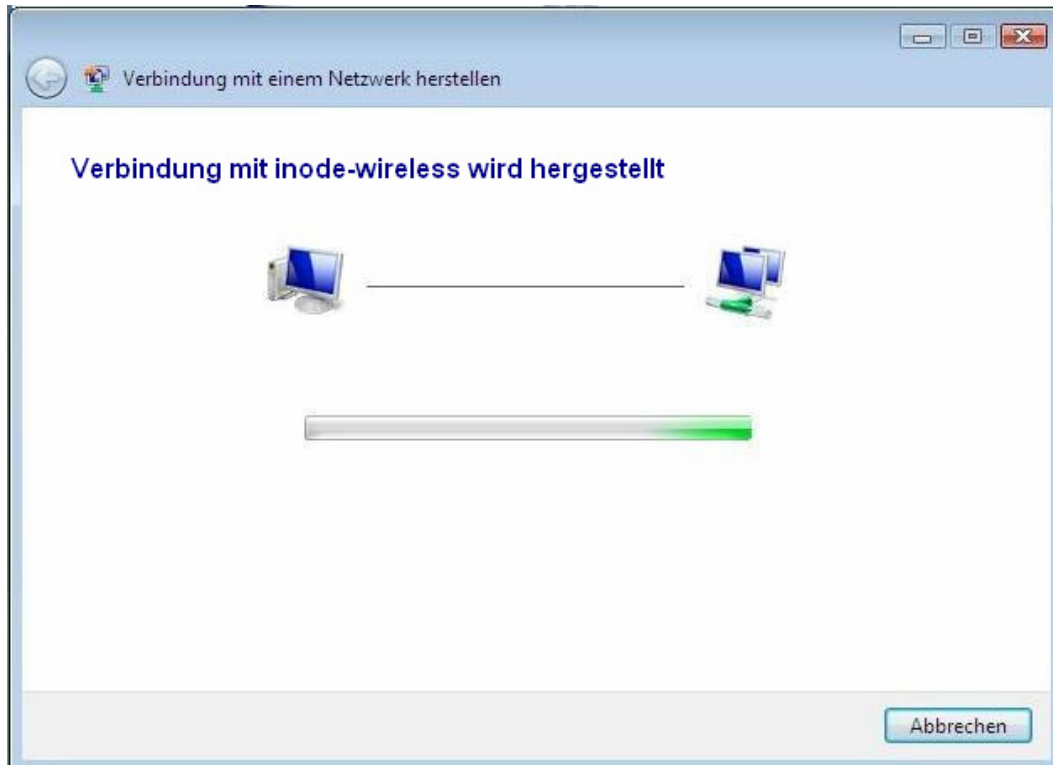 Verbindung mit einem Netzwerk herstellen
Verbindung mit inode-wireless wird hergestellt
Abbrechen